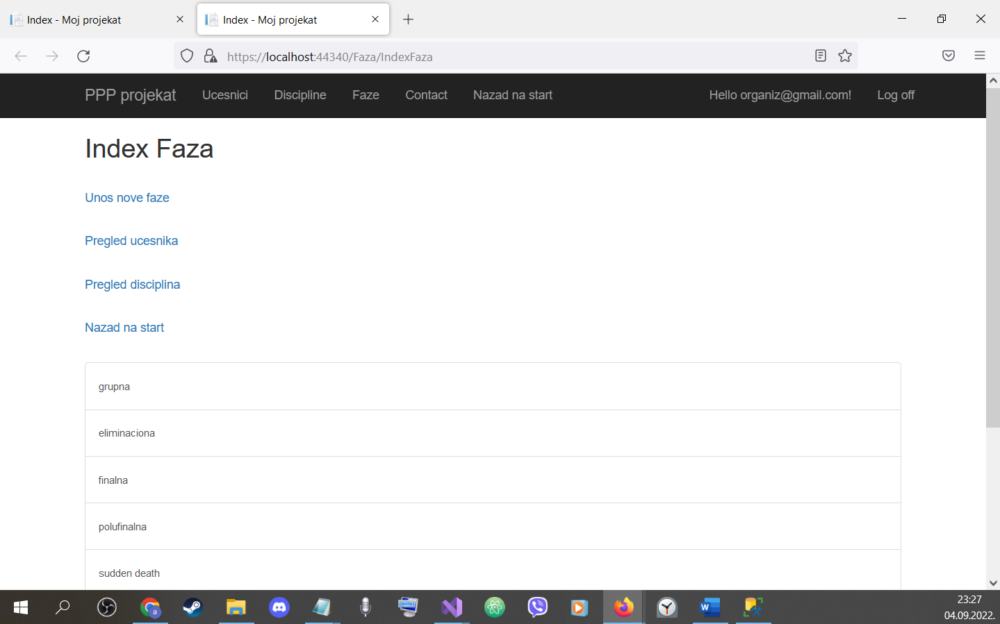 Index - Moj projekat
Index - Moj projekat
https://localhost:44340/Faza/IndexFaza
PPP projekat Ucesnici Discipline Faze Contact Nazad na start Hello organiz@gmail.com! Log off
Index Faza
Unos nove faze
Pregled ucesnika
Pregled disciplina
Nazad na start
grupna
eliminaciona
finalna
polufinalna
sudden death
a
W
23:27
04.09.2022.